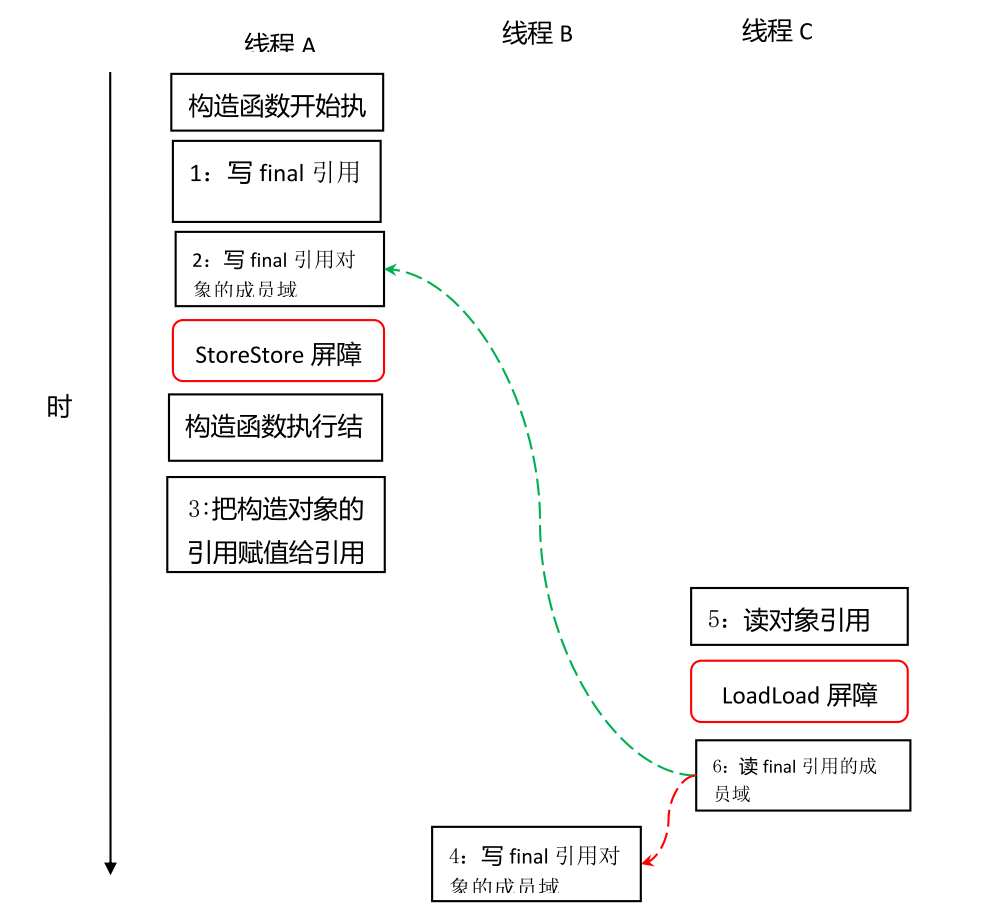 线程 A
线程 B
线程 C
构造函数开始执
1：写 final 引用
2：写 final 引用对
象的成员域
StoreStore 屏障
时
构造函数执行结
3:把构造对象的
引用赋值给引用
5：读对象引用
LoadLoad 屏障
6：读 final 引用的成
员域
4：写 final 引用对
象的成员域